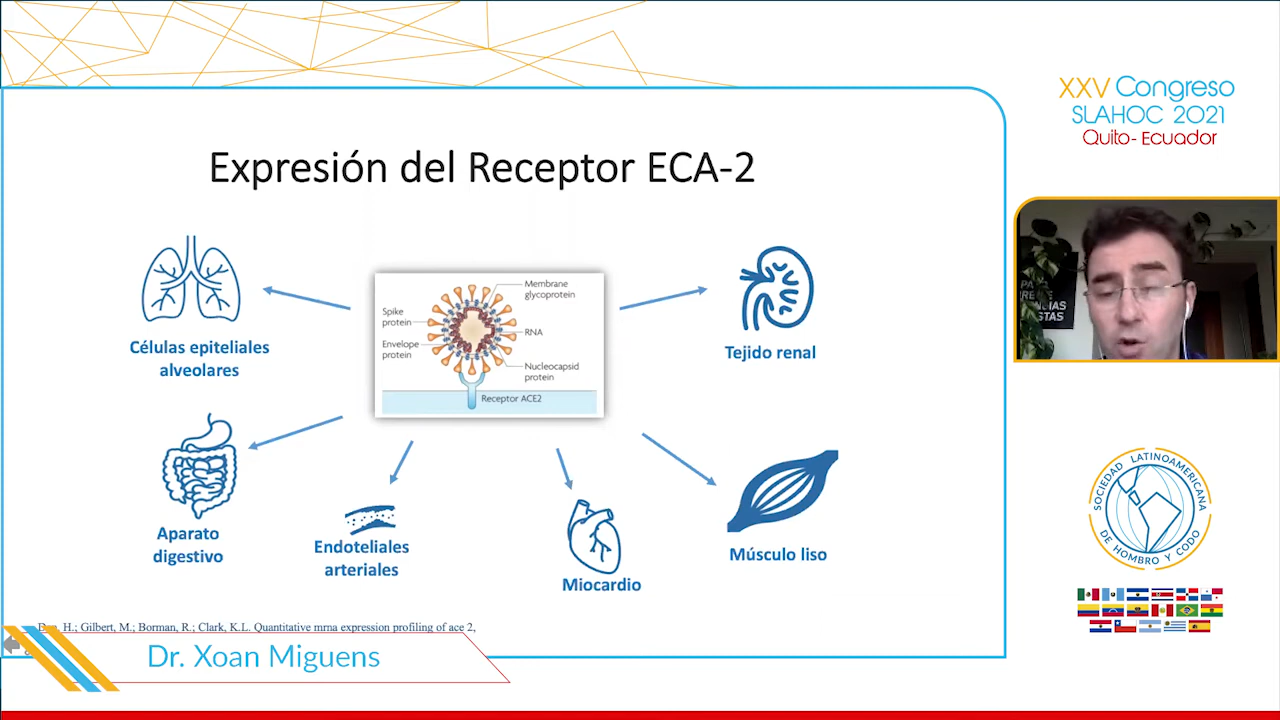 XXV Congreso
SLAHOC 2021
Quito - Ecuador
Expresión del Receptor ECA-2
Células epiteliales
alveolares
Membrane
glycoprotein
Spike
protein
RNA
Envelope
protein
Nucleocapsid
protein
Receptor ACE2
Tejido renal
Aparato
digestivo
Endoteliales
arteriales
Miocardio
Músculo liso
H.; Gilbert, M.; Borman, R.; Clark, K.L. Quantitative mrna expression profiling of ace 2,
Dr. Xoan Miguens
SOCIEDAD LATINOAMERICANA
DE HOMBRO Y CODO